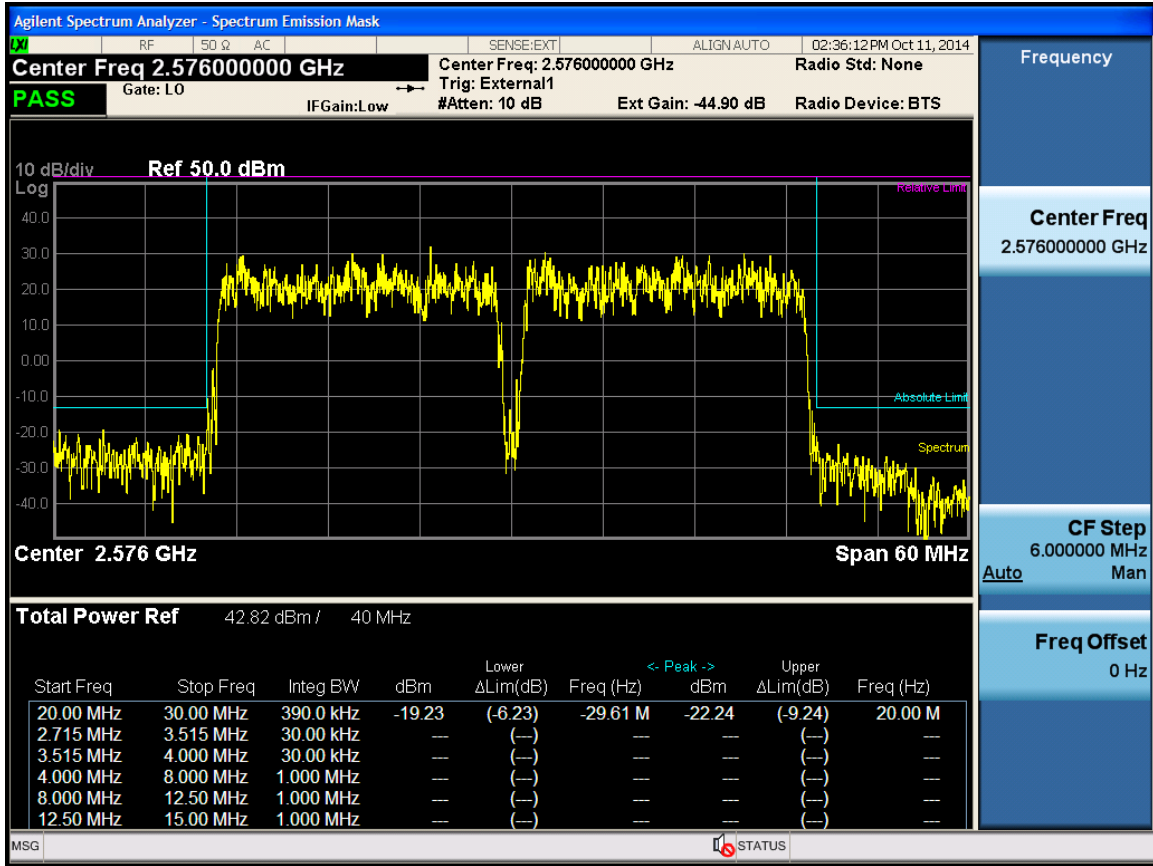 Agilent Spectrum Analyzer - Spectrum Emission Mask
LXI RF 50 Ω AC SENSE:EXT ALIGN AUTO 02:36:12 PM Oct 11, 2014
Center Freq 2.576000000 GHz
PASS
Gate: LO
IFGain:Low
Center Freq: 2.576000000 GHz
Trig: External1
#Atten: 10 dB
Ext Gain: -44.90 dB
Radio Std: None
Radio Device: BTS
Frequency
10 dB/div Ref 50.0 dBm
Log
Relative Limit
40.0
30.0
20.0
10.0
0.00
-10.0
Absolute Limit
-20.0
Spectrum
-30.0
-40.0
Center 2.576 GHz Span 60 MHz
Center Freq
2.576000000 GHz
CF Step
6.000000 MHz
Auto Man
Freq Offset
0 Hz
Total Power Ref 42.82 dBm / 40 MHz
Lower <- Peak -> Upper
Start Freq Stop Freq Integ BW dBm ΔLim(dB) Freq (Hz) dBm ΔLim(dB) Freq (Hz)
20.00 MHz 30.00 MHz 390.0 kHz -19.23 (-6.23) -29.61 M -22.24 (-9.24) 20.00 M
2.715 MHz 3.515 MHz 30.00 kHz --- (---) --- --- (---) ---
3.515 MHz 4.000 MHz 30.00 kHz --- (---) --- --- (---) ---
4.000 MHz 8.000 MHz 1.000 MHz --- (---) --- --- (---) ---
8.000 MHz 12.50 MHz 1.000 MHz --- (---) --- --- (---) ---
12.50 MHz 15.00 MHz 1.000 MHz --- (---) --- --- (---) ---
MSG STATUS